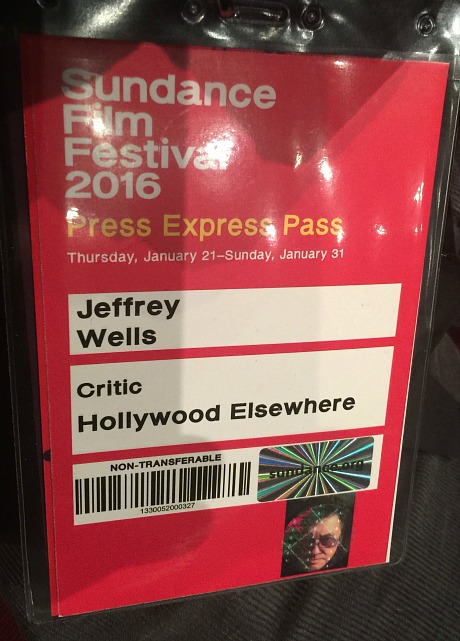 Sundance
Film
Festival
2016
Press Express Pass
Thursday, January 21–Sunday, January 31
Jeffrey
Wells
Critic
Hollywood Elsewhere
NON-TRANSFERABLE
sundance.org
1330052000327